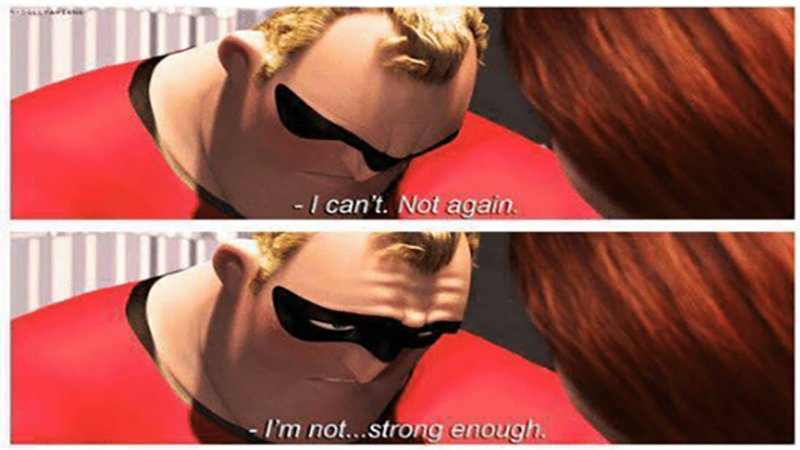 - I can't. Not again.
- I'm not...strong enough.